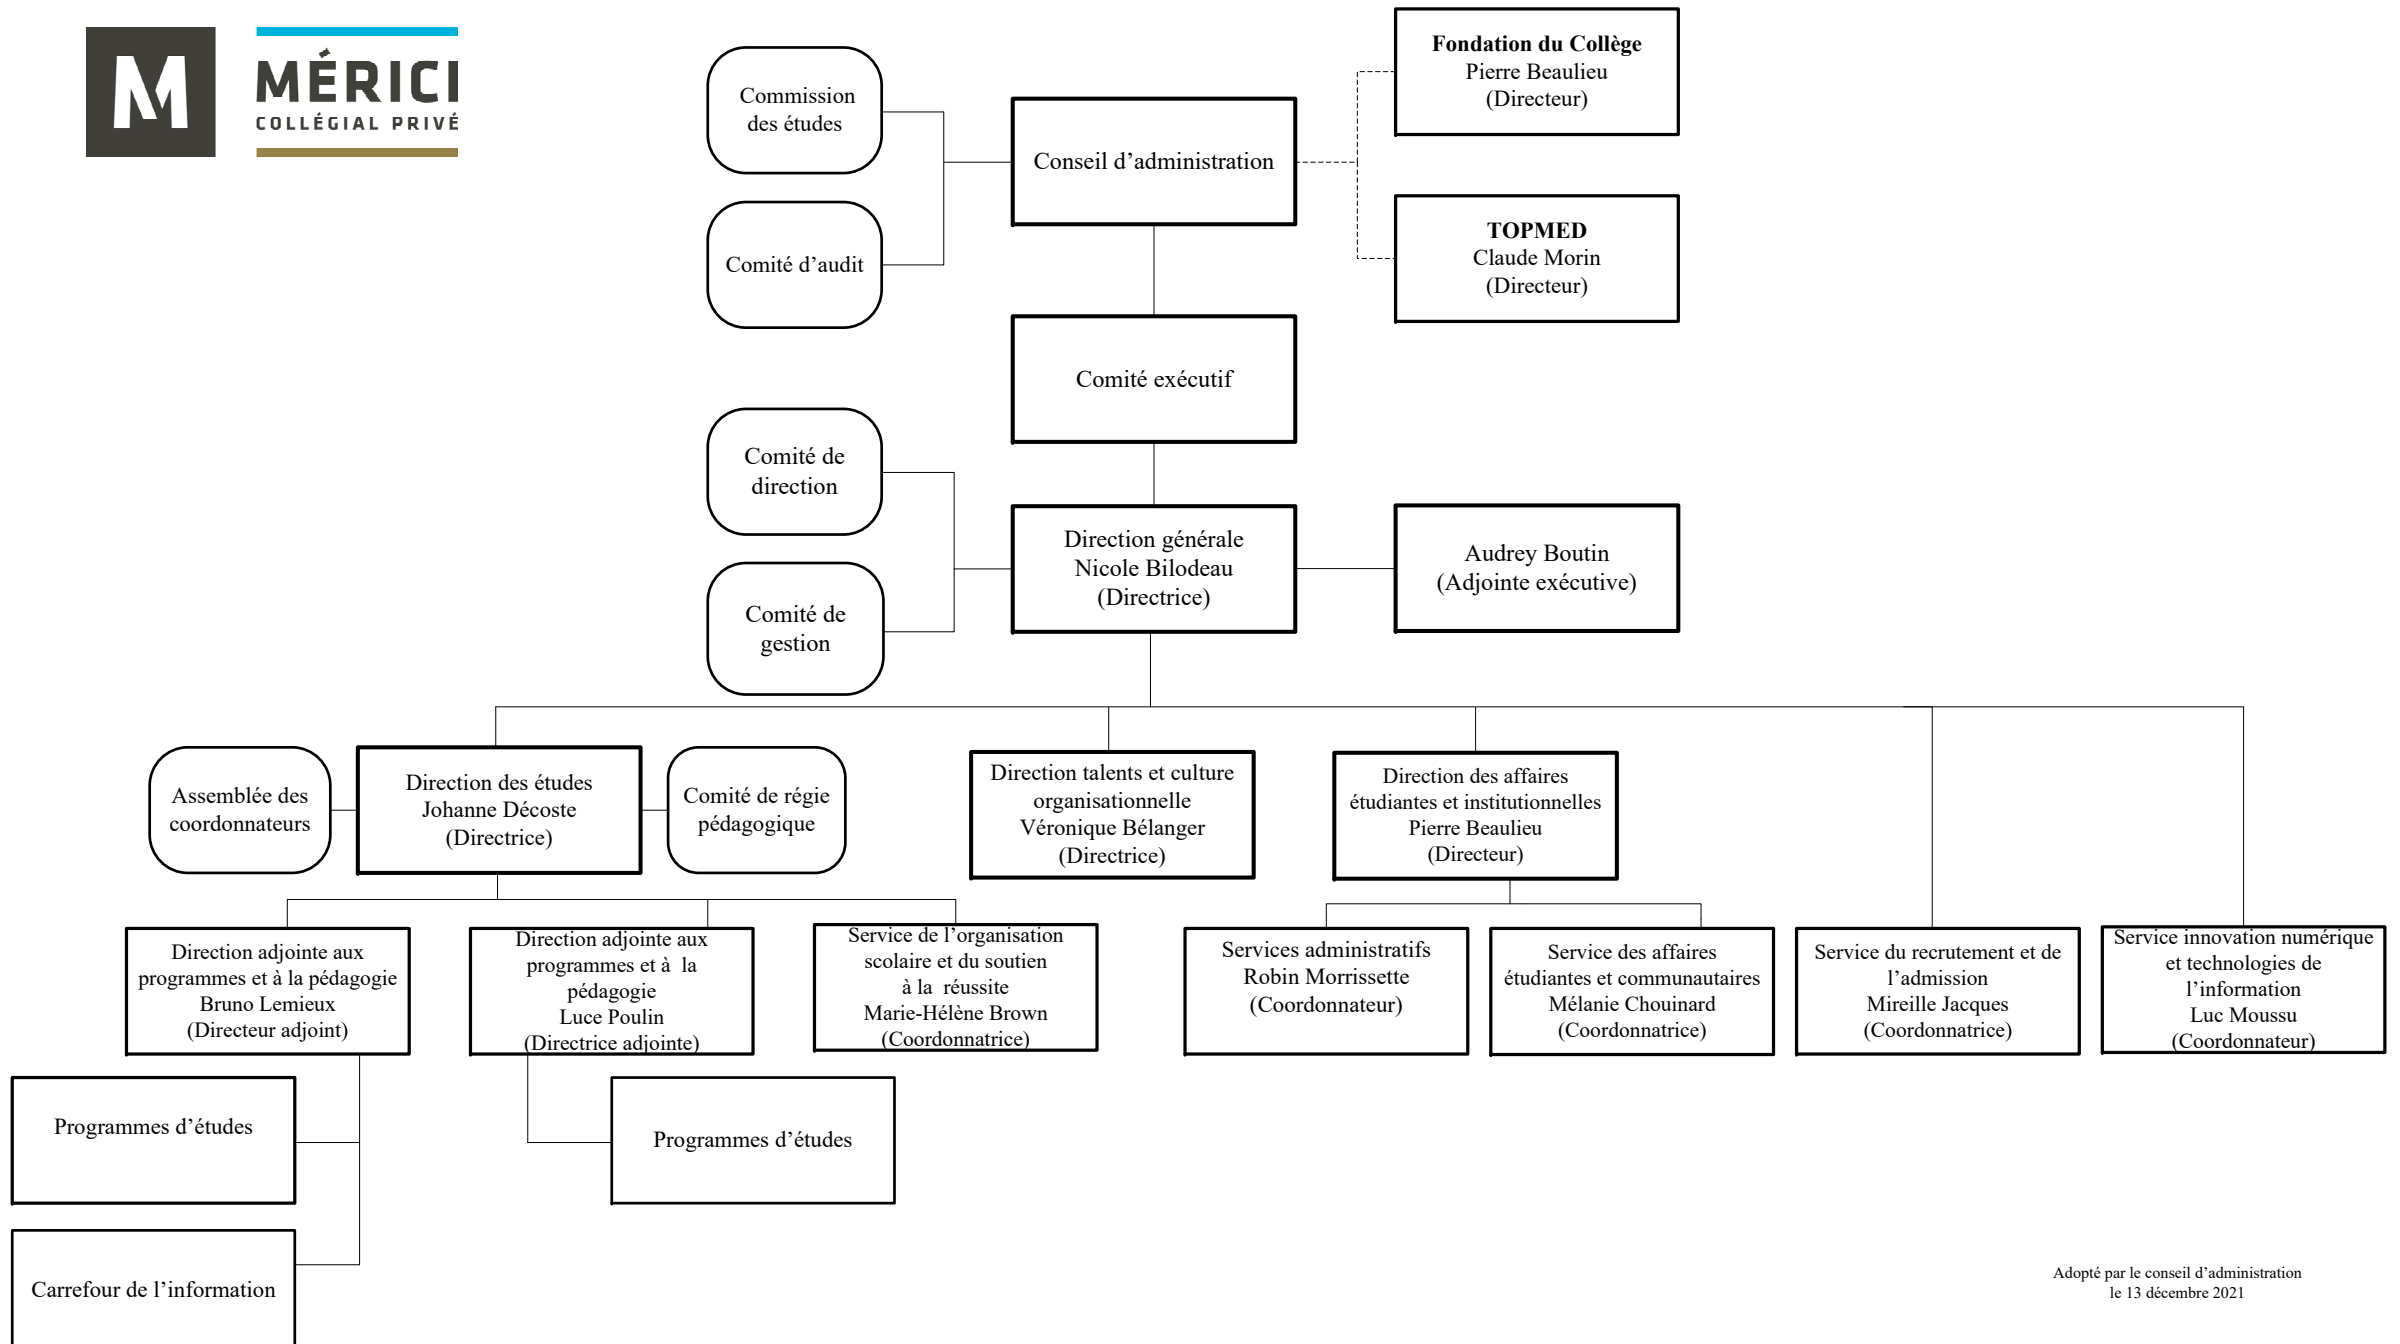 M
MÉRICI
COLLÉGIAL PRIVÉ
Commission
des études
Comité d’audit
Conseil d’administration
Fondation du Collège
Pierre Beaulieu
(Directeur)
TOPMED
Claude Morin
(Directeur)
Comité exécutif
Comité de
direction
Comité de
gestion
Direction générale
Nicole Bilodeau
(Directrice)
Audrey Boutin
(Adjointe exécutive)
Assemblée des
coordonnateurs
Direction des études
Johanne Décoste
(Directrice)
Comité de régie
pédagogique
Direction talents et culture
organisationnelle
Véronique Bélanger
(Directrice)
Direction des affaires
étudiantes et institutionnelles
Pierre Beaulieu
(Directeur)
Direction adjointe aux
programmes et à la pédagogie
Bruno Lemieux
(Directeur adjoint)
Direction adjointe aux
programmes et à  la
pédagogie
Luce Poulin
(Directrice adjointe)
Service de l’organisation
scolaire et du soutien
à la  réussite
Marie-Hélène Brown
(Coordonnatrice)
Services administratifs
Robin Morrissette
(Coordonnateur)
Service des affaires
étudiantes et communautaires
Mélanie Chouinard
(Coordonnatrice)
Service du recrutement et de
l’admission
Mireille Jacques
(Coordonnatrice)
Service innovation numérique
et technologies de
l’information
Luc Moussu
(Coordonnateur)
Programmes d’études
Programmes d’études
Carrefour de l’information
Adopté par le conseil d’administration
le 13 décembre 2021